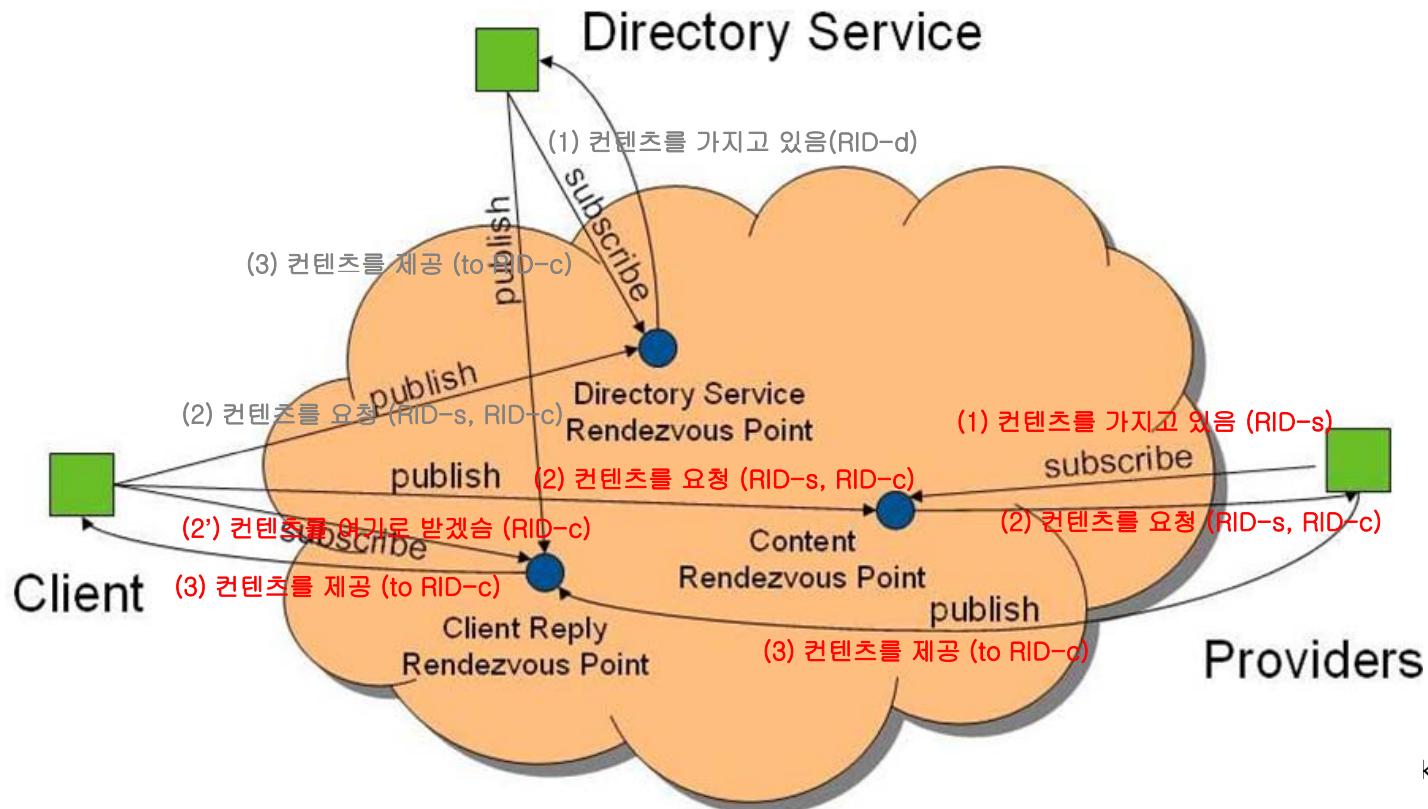 Directory Service
(1) 컨텐츠를 가지고 있음(RID-d)
subscribe
publish
(3) 컨텐츠를 제공 (to RID-c)
publish
Directory Service
Rendezvous Point
(2) 컨텐츠를 요청 (RID-s, RID-c)
(1) 컨텐츠를 가지고 있음 (RID-s)
subscribe
publish
(2) 컨텐츠를 요청 (RID-s, RID-c)
(2) 컨텐츠를 요청 (RID-s, RID-c)
(2') 컨텐츠를 여기로 받겠슴 (RID-c)
subscribe
Content
Rendezvous Point
Client
(3) 컨텐츠를 제공 (to RID-c)
publish
Client Reply
Rendezvous Point
(3) 컨텐츠를 제공 (to RID-c)
Providers